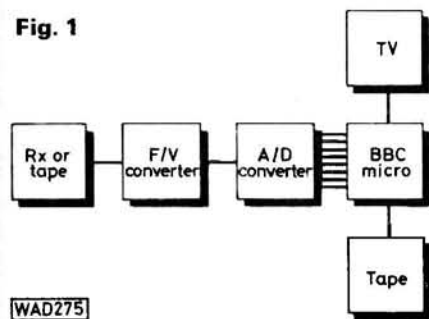 Fig. 1
TV
Rx or
tape
F/V
converter
A/D
converter
BBC
micro
Tape
WAD275